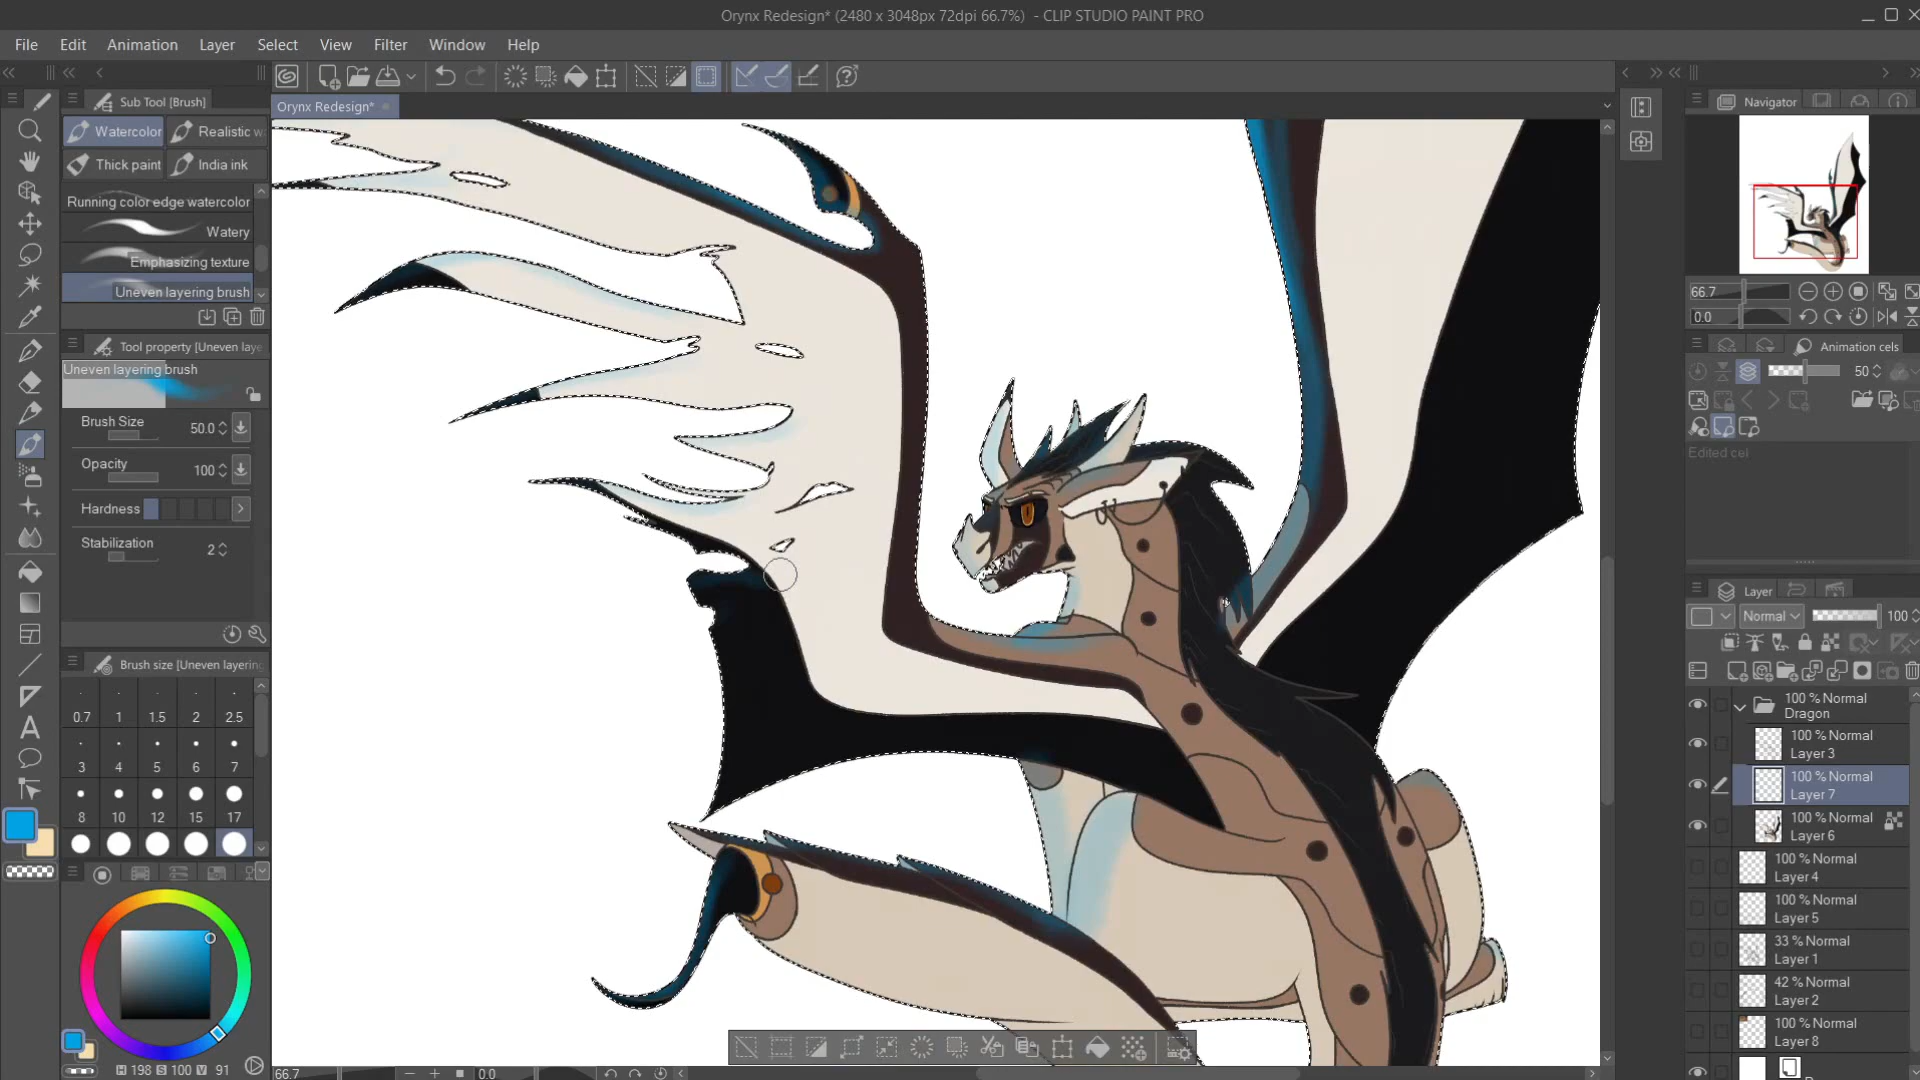 Orynx Redesign* (2480 x 3048px 72dpi 66.7%) - CLIP STUDIO PAINT PRO
File Edit Animation Layer Select View Filter Window Help
Sub Tool [Brush]
Orynx Redesign*
Navigator
Watercolor Realistic w
Thick paint India ink
Running color edge watercolor
Watery
Emphasizing texture
Uneven layering brush
66.7
0.0
Tool property [Uneven laye
Animation cels
Uneven layering brush
50
Brush Size 50.0
Edited cel
Opacity 100
Hardness
Stabilization 2
Layer
Normal 100
Brush size [Uneven layering
0.7 1 1.5 2 2.5
3 4 5 6 7
8 10 12 15 17
100 % Normal
Dragon
100 % Normal
Layer 3
100 % Normal
Layer 7
100 % Normal
Layer 6
100 % Normal
Layer 4
100 % Normal
Layer 5
33 % Normal
Layer 1
42 % Normal
Layer 2
100 % Normal
Layer 8
H 198 S 100 V 91
66.7 0.0